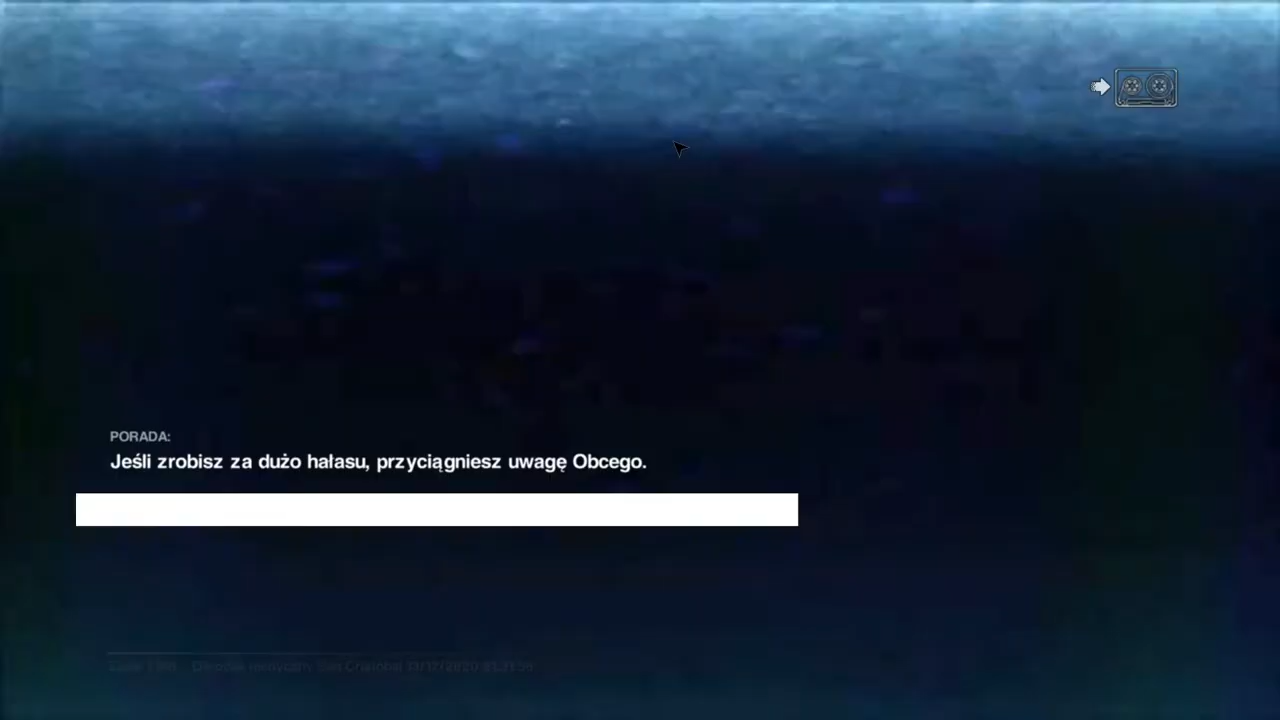 PORADA:
Jeśli zrobisz za dużo hałasu, przyciągniesz uwagę Obcego.